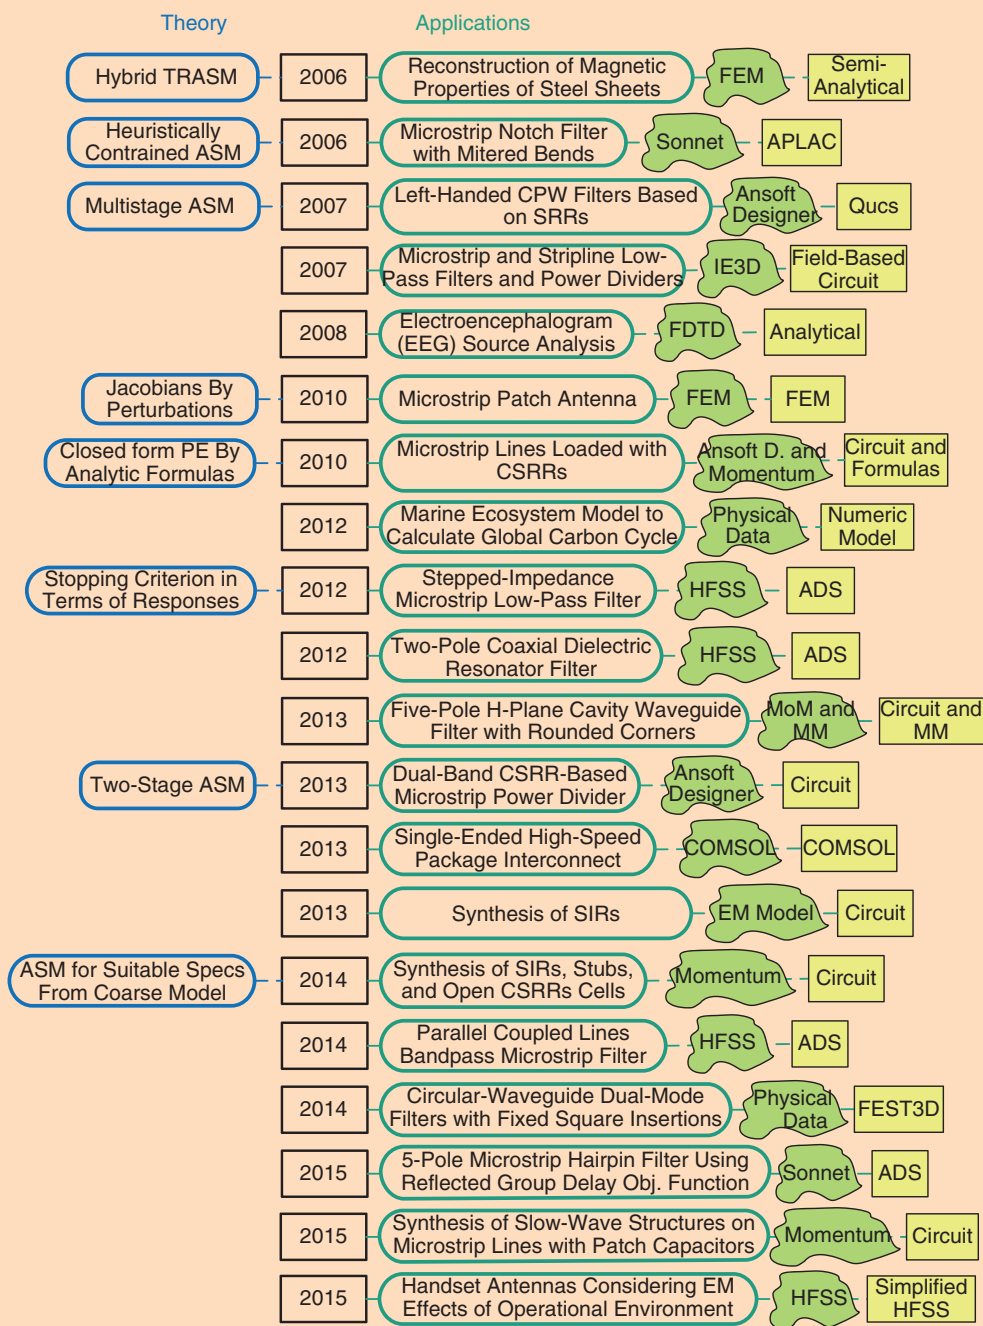 Theory
Applications
Hybrid TRASM
2006
Reconstruction of Magnetic
Properties of Steel Sheets
FEM
Semi-
Analytical
Heuristically
Contrained ASM
2006
Microstrip Notch Filter
with Mitered Bends
Sonnet
APLAC
Multistage ASM
2007
Left-Handed CPW Filters Based
on SRRs
Ansoft
Designer
Qucs
2007
Microstrip and Stripline Low-
Pass Filters and Power Dividers
IE3D
Field-Based
Circuit
2008
Electroencephalogram
(EEG) Source Analysis
FDTD
Analytical
Jacobians By
Perturbations
2010
Microstrip Patch Antenna
FEM
FEM
Closed form PE By
Analytic Formulas
2010
Microstrip Lines Loaded with
CSRRs
Ansoft D. and
Momentum
Circuit and
Formulas
2012
Marine Ecosystem Model to
Calculate Global Carbon Cycle
Physical
Data
Numeric
Model
Stopping Criterion in
Terms of Responses
2012
Stepped-Impedance
Microstrip Low-Pass Filter
HFSS
ADS
2012
Two-Pole Coaxial Dielectric
Resonator Filter
HFSS
ADS
2013
Five-Pole H-Plane Cavity Waveguide
Filter with Rounded Corners
MoM and
MM
Circuit and
MM
Two-Stage ASM
2013
Dual-Band CSRR-Based
Microstrip Power Divider
Ansoft
Designer
Circuit
2013
Single-Ended High-Speed
Package Interconnect
COMSOL
COMSOL
2013
Synthesis of SIRs
EM Model
Circuit
ASM for Suitable Specs
From Coarse Model
2014
Synthesis of SIRs, Stubs,
and Open CSRRs Cells
Momentum
Circuit
2014
Parallel Coupled Lines
Bandpass Microstrip Filter
HFSS
ADS
2014
Circular-Waveguide Dual-Mode
Filters with Fixed Square Insertions
Physical
Data
FEST3D
2015
5-Pole Microstrip Hairpin Filter Using
Reflected Group Delay Obj. Function
Sonnet
ADS
2015
Synthesis of Slow-Wave Structures on
Microstrip Lines with Patch Capacitors
Momentum
Circuit
2015
Handset Antennas Considering EM
Effects of Operational Environment
HFSS
Simplified
HFSS